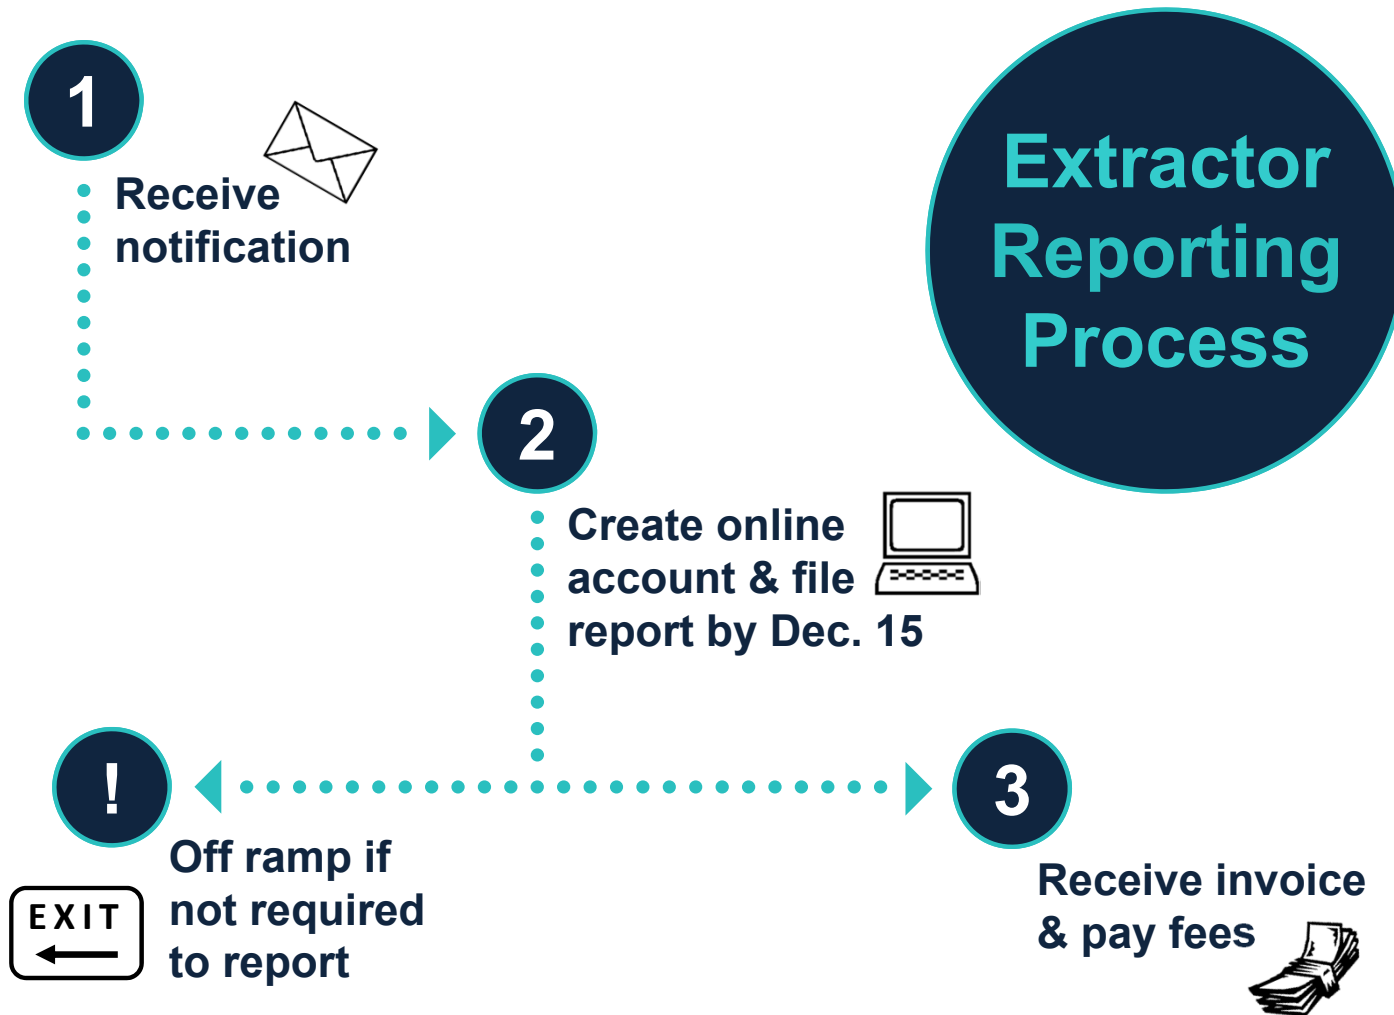 Extractor
Reporting
Process
1
Receive
notification
2
Create online
account & file
report by Dec. 15
!
Off ramp if
not required
to report
EXIT
3
Receive invoice
& pay fees